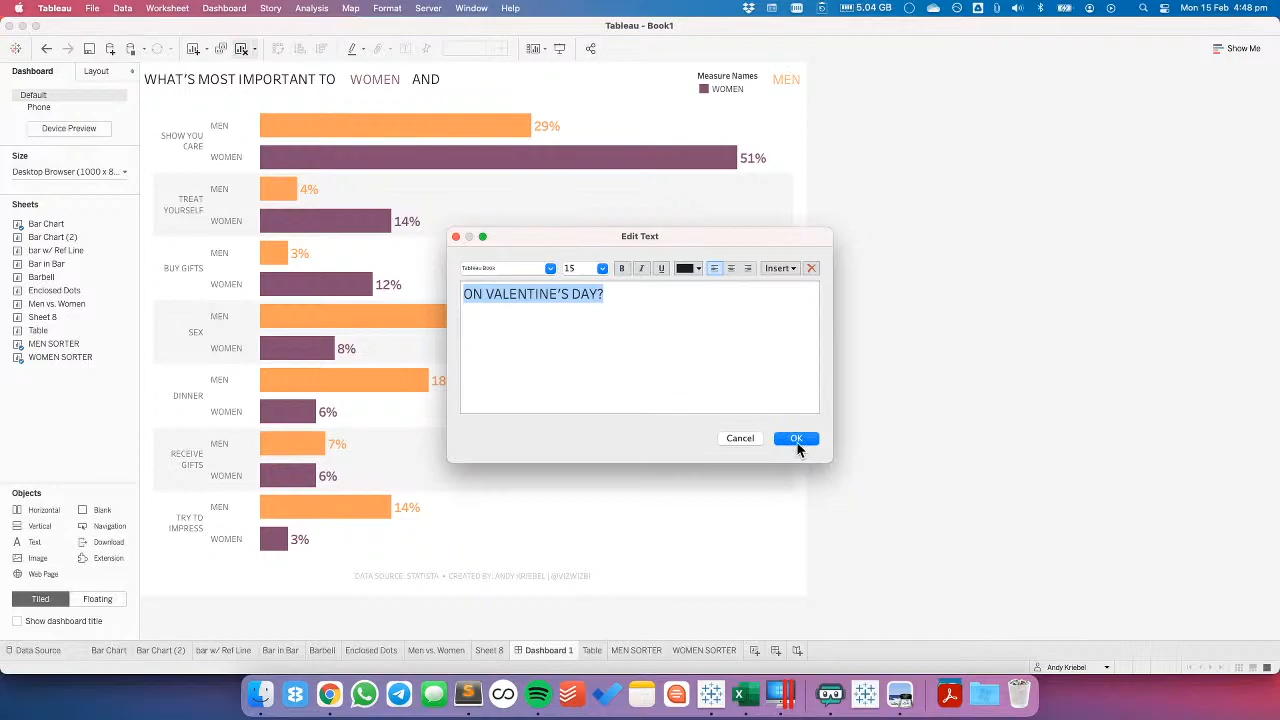 Tableau File Data Worksheet Dashboard Story Analysis Map Format Server Window Help 5.04 GB Mon 15 Feb 4:48 pm
Tableau - Book1
Show Me
Dashboard Layout
Default
Phone
Device Preview
Size
Desktop Browser (1000 x 8...
Sheets
Bar Chart
Bar Chart (2)
bar w/ Ref Line
Bar in Bar
Barbell
Enclosed Dots
Men vs. Women
Sheet 8
Table
MEN SORTER
WOMEN SORTER
Objects
Horizontal Blank
Vertical Navigation
Text Download
Image Extension
Web Page
Tiled Floating
Show dashboard title
WHAT'S MOST IMPORTANT TO WOMEN AND
Measure Names
WOMEN
MEN
SHOW YOU
CARE
MEN 29%
WOMEN 51%
TREAT
YOURSELF
MEN 4%
WOMEN 14%
BUY GIFTS
MEN 3%
WOMEN 12%
SEX
MEN
WOMEN 8%
DINNER
MEN 18
WOMEN 6%
RECEIVE
GIFTS
MEN 7%
WOMEN 6%
TRY TO
IMPRESS
MEN 14%
WOMEN 3%
DATA SOURCE: STATISTA • CREATED BY: ANDY KRIEBEL | @VIZWIZBI
Edit Text
Tableau Book 15 B I U Insert
ON VALENTINE'S DAY?
Cancel OK
Data Source Bar Chart Bar Chart (2) bar w/ Ref Line Bar in Bar Barbell Enclosed Dots Men vs. Women Sheet 8 Dashboard 1 Table MEN SORTER WOMEN SORTER
Andy Kriebel